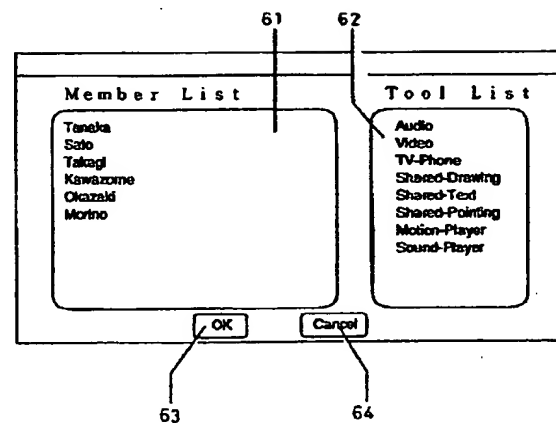 61 62
Member List Tool List
Tanaka
Sato
Takagi
Kawazome
Okazaki
Morino
Audio
Video
TV-Phone
Shared-Drawing
Shared-Text
Shared-Pointing
Motion-Player
Sound-Player
OK Cancel
63 64